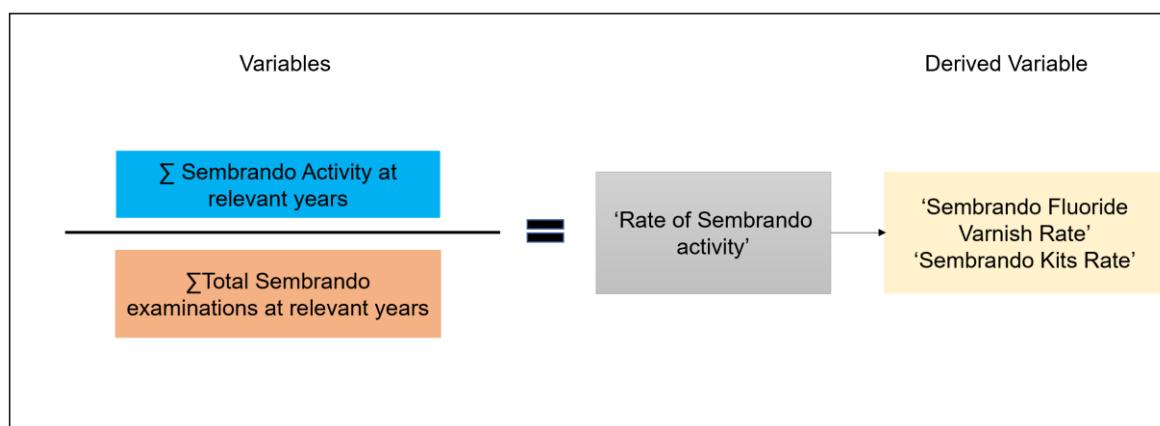 Variables
Derived Variable
∑ Sembrando Activity at
relevant years
∑Total Sembrando
examinations at relevant years
=
‘Rate of Sembrando
activity’
‘Sembrando Fluoride
Varnish Rate’
‘Sembrando Kits Rate’